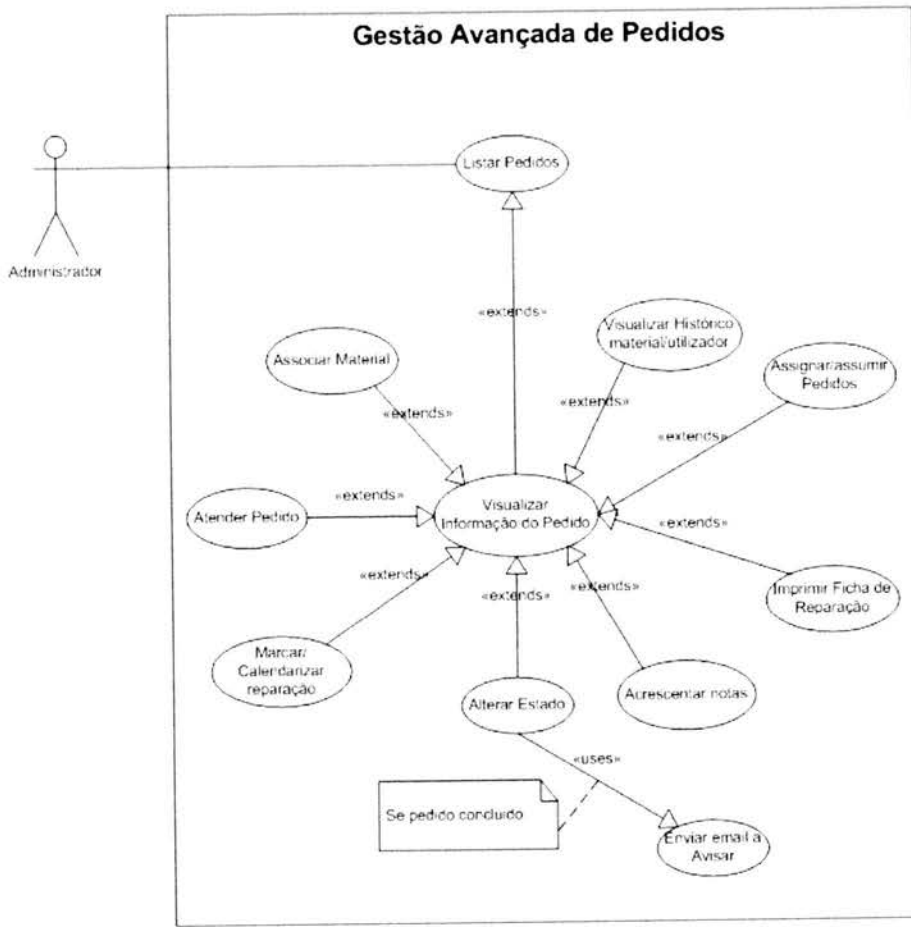 Gestão Avançada de Pedidos
Listar Pedidos
Administrador
«extends»
Visualizar Histórico
material/utilizador
Associar Material
Assignar/assumir
Pedidos
«extends»
«extends»
«extends»
Atender Pedido
«extends»
Visualizar
Informação do Pedido
«extends»
«extends»
«extends»
«extends»
Imprimir Ficha de
Reparação
Marcar/
Calendarizar
reparação
Alterar Estado
Acrescentar notas
«uses»
Se pedido concluido
Enviar email a
Avisar